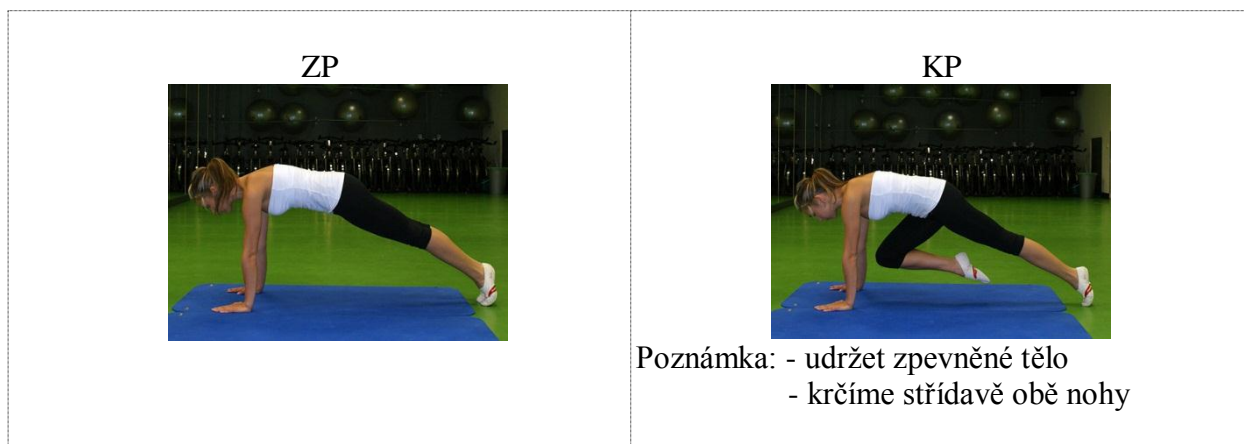 ZP
KP
Poznámka: - udržet zpevněné tělo
- krčíme střídavě obě nohy